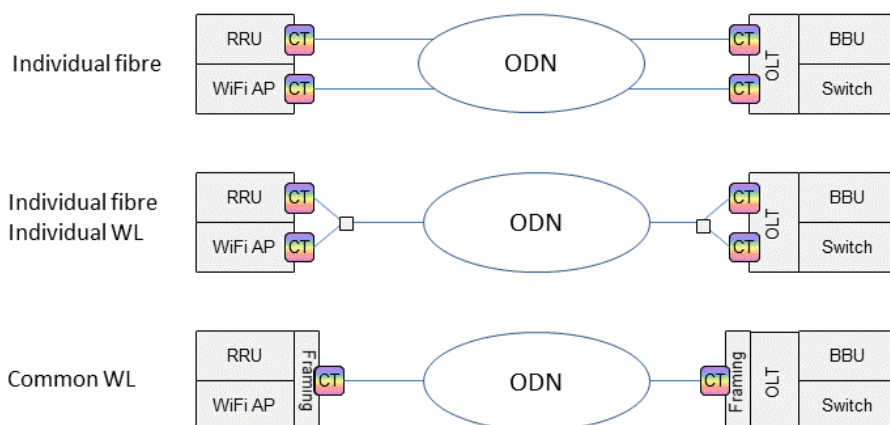 Individual fibre
RRU
CT
WiFi AP
CT
ODN
CT
CT
OLT
BBU
Switch
Individual fibre
Individual WL
RRU
CT
WiFi AP
CT
ODN
CT
CT
OLT
BBU
Switch
Common WL
RRU
WiFi AP
Framing
CT
ODN
CT
Framing
OLT
BBU
Switch